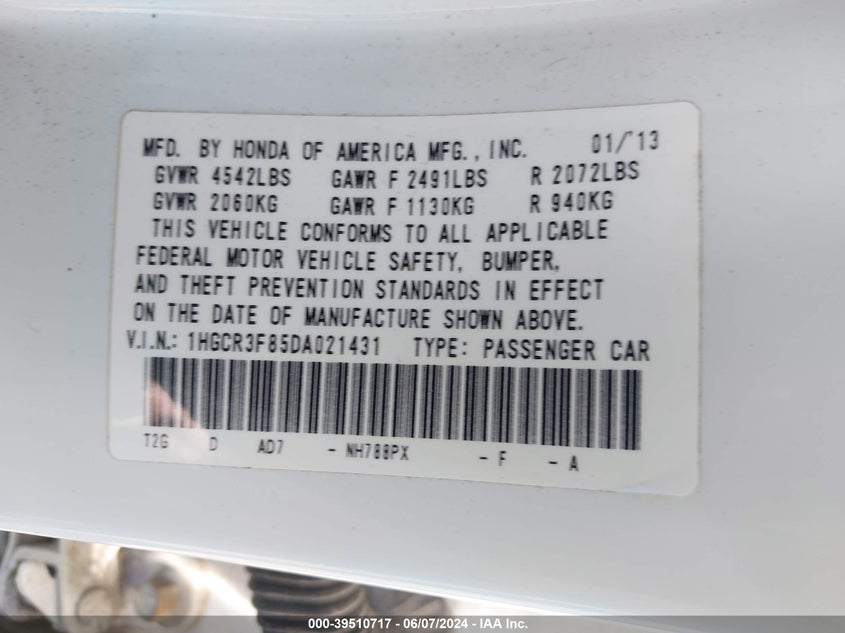 MFD. BY HONDA OF AMERICA MFG., INC. 01/'13
GVWR 4542LBS GAWR F 2491LBS R 2072LBS
GVWR 2060KG GAWR F 1130KG R 940KG
THIS VEHICLE CONFORMS TO ALL APPLICABLE
FEDERAL MOTOR VEHICLE SAFETY, BUMPER,
AND THEFT PREVENTION STANDARDS IN EFFECT
ON THE DATE OF MANUFACTURE SHOWN ABOVE.
V.I.N.: 1HGCR3F85DA021431 TYPE: PASSENGER CAR
T2G D AD7 - NH788PX - F - A
000-39510717 - 06/07/2024 - IAA Inc.